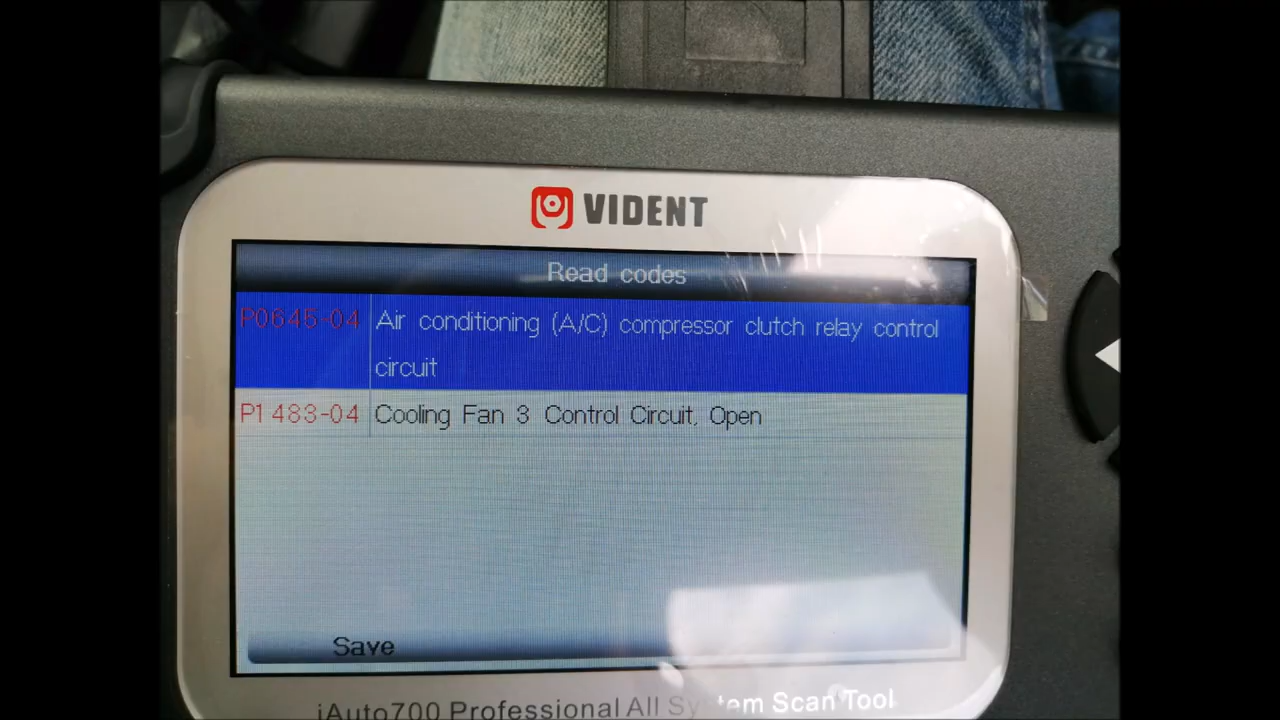 VIDENT
Read codes
P0645-04 Air conditioning (A/C) compressor clutch relay control
circuit
P1483-04 Cooling Fan 3 Control Circuit, Open
Save
iAuto700 Professional All System Scan Tool